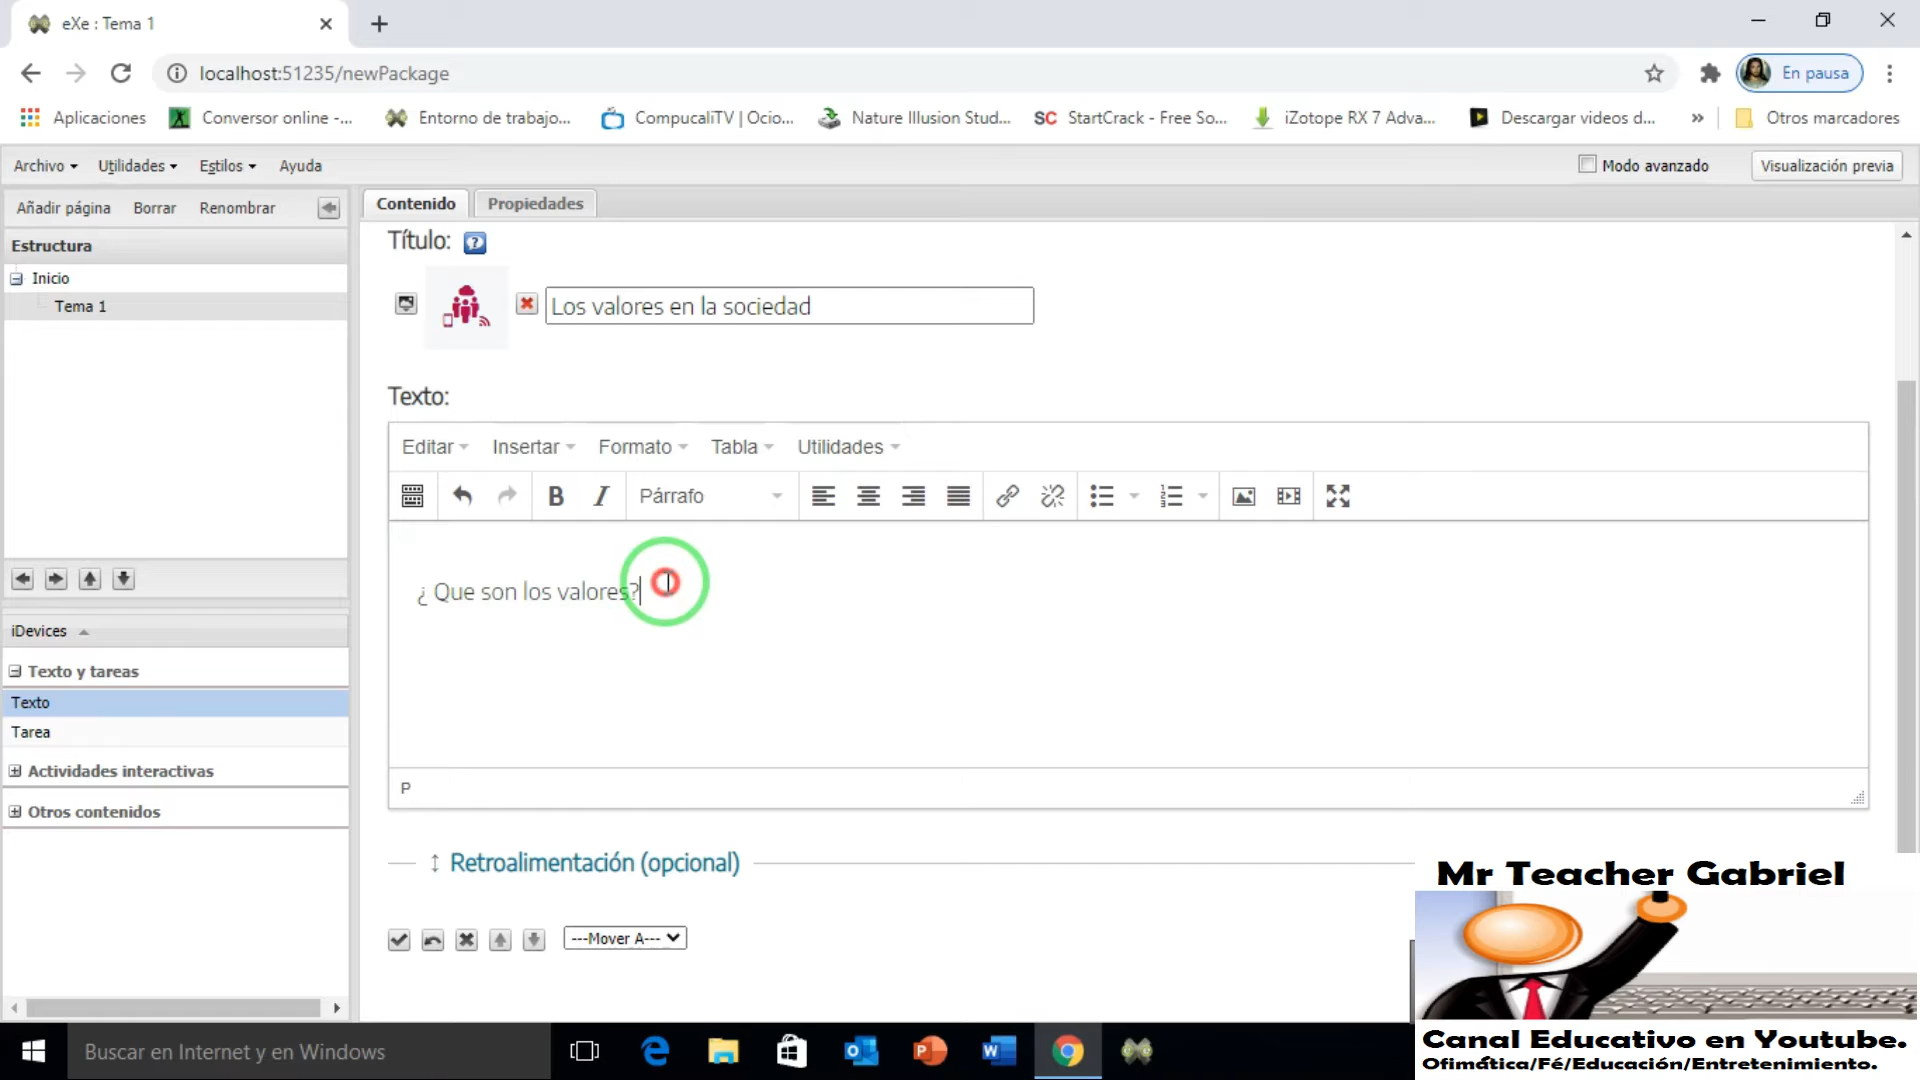 eXe : Tema 1
localhost:51235/newPackage
En pausa
Aplicaciones
Conversor online -...
Entorno de trabajo...
CompucaliTV | Ocio...
Nature Illusion Stud...
SC StartCrack - Free So...
iZotope RX 7 Adva...
Descargar videos d...
»
Otros marcadores
Archivo
Utilidades
Estilos
Ayuda
Modo avanzado
Visualización previa
Añadir página
Borrar
Renombrar
Contenido
Propiedades
Estructura
Inicio
Tema 1
Título:
Los valores en la sociedad
Texto:
Editar
Insertar
Formato
Tabla
Utilidades
B
I
Párrafo
¿ Que son los valores?
P
iDevices
Texto y tareas
Texto
Tarea
Actividades interactivas
Otros contenidos
Retroalimentación (opcional)
---Mover A---
Buscar en Internet y en Windows
Mr Teacher Gabriel
Canal Educativo en Youtube.
Ofimática/Fé/Educación/Entretenimiento.